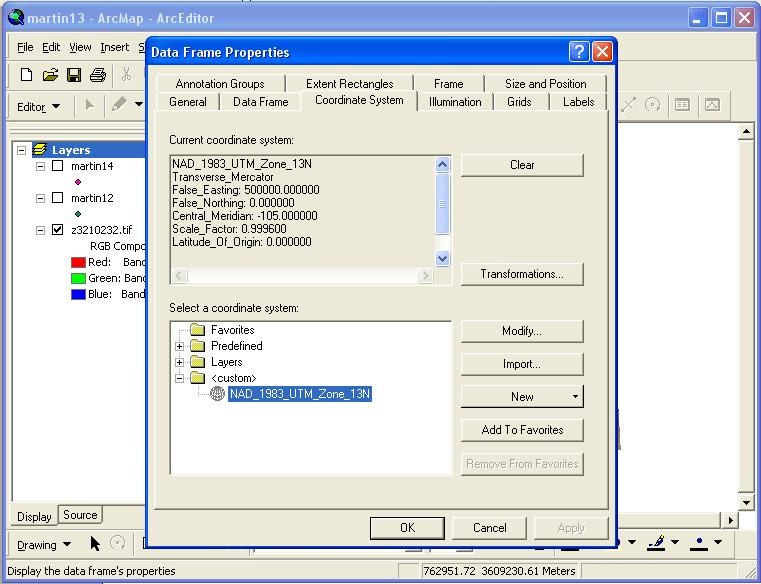 martin13 - ArcMap - ArcEditor
File Edit View Insert S
Data Frame Properties
Editor
Annotation Groups Extent Rectangles Frame Size and Position
General Data Frame Coordinate System Illumination Grids Labels
Layers
martin14
martin12
z3210232.tif
RGB Compo
Red: Band
Green: Band
Blue: Band
Current coordinate system:
NAD_1983_UTM_Zone_13N
Transverse_Mercator
False_Easting: 500000.000000
False_Northing: 0.000000
Central_Meridian: -105.000000
Scale_Factor: 0.999600
Latitude_Of_Origin: 0.000000
Clear
Transformations...
Select a coordinate system:
Favorites
Predefined
Layers
<custom>
NAD_1983_UTM_Zone_13N
Modify...
Import...
New
Add To Favorites
Remove From Favorites
OK Cancel Apply
Display Source
Drawing
Display the data frame's properties
762951.72 3609230.61 Meters